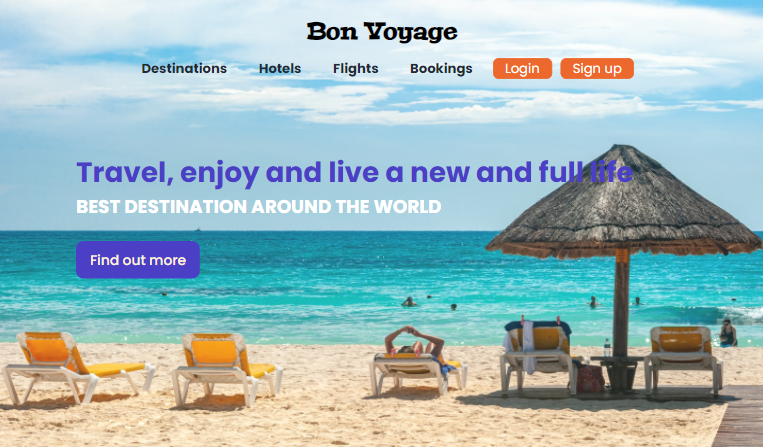 Bon Voyage
Destinations Hotels Flights Bookings Login Sign up
Travel, enjoy and live a new and full life
BEST DESTINATION AROUND THE WORLD
Find out more